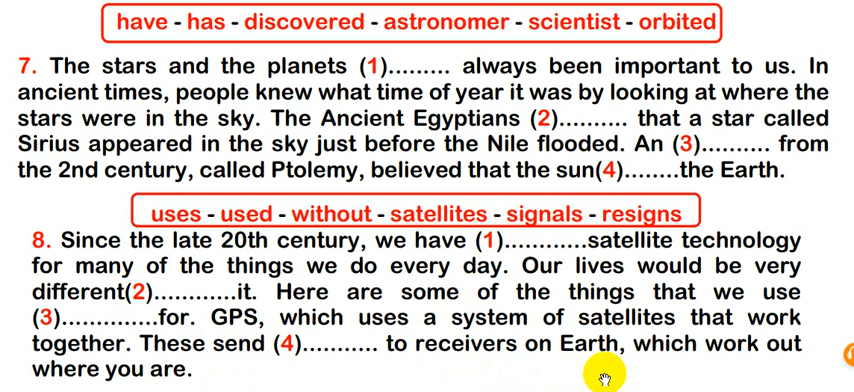 have - has - discovered - astronomer - scientist - orbited
7. The stars and the planets (1)......... always been important to us. In
ancient times, people knew what time of year it was by looking at where the
stars were in the sky. The Ancient Egyptians (2).......... that a star called
Sirius appeared in the sky just before the Nile flooded. An (3).......... from
the 2nd century, called Ptolemy, believed that the sun(4)........the Earth.
uses - used - without - satellites - signals - resigns
8. Since the late 20th century, we have (1)............satellite technology
for many of the things we do every day. Our lives would be very
different(2)............it. Here are some of the things that we use
(3)..............for. GPS, which uses a system of satellites that work
together. These send (4)........... to receivers on Earth, which work out
where you are.